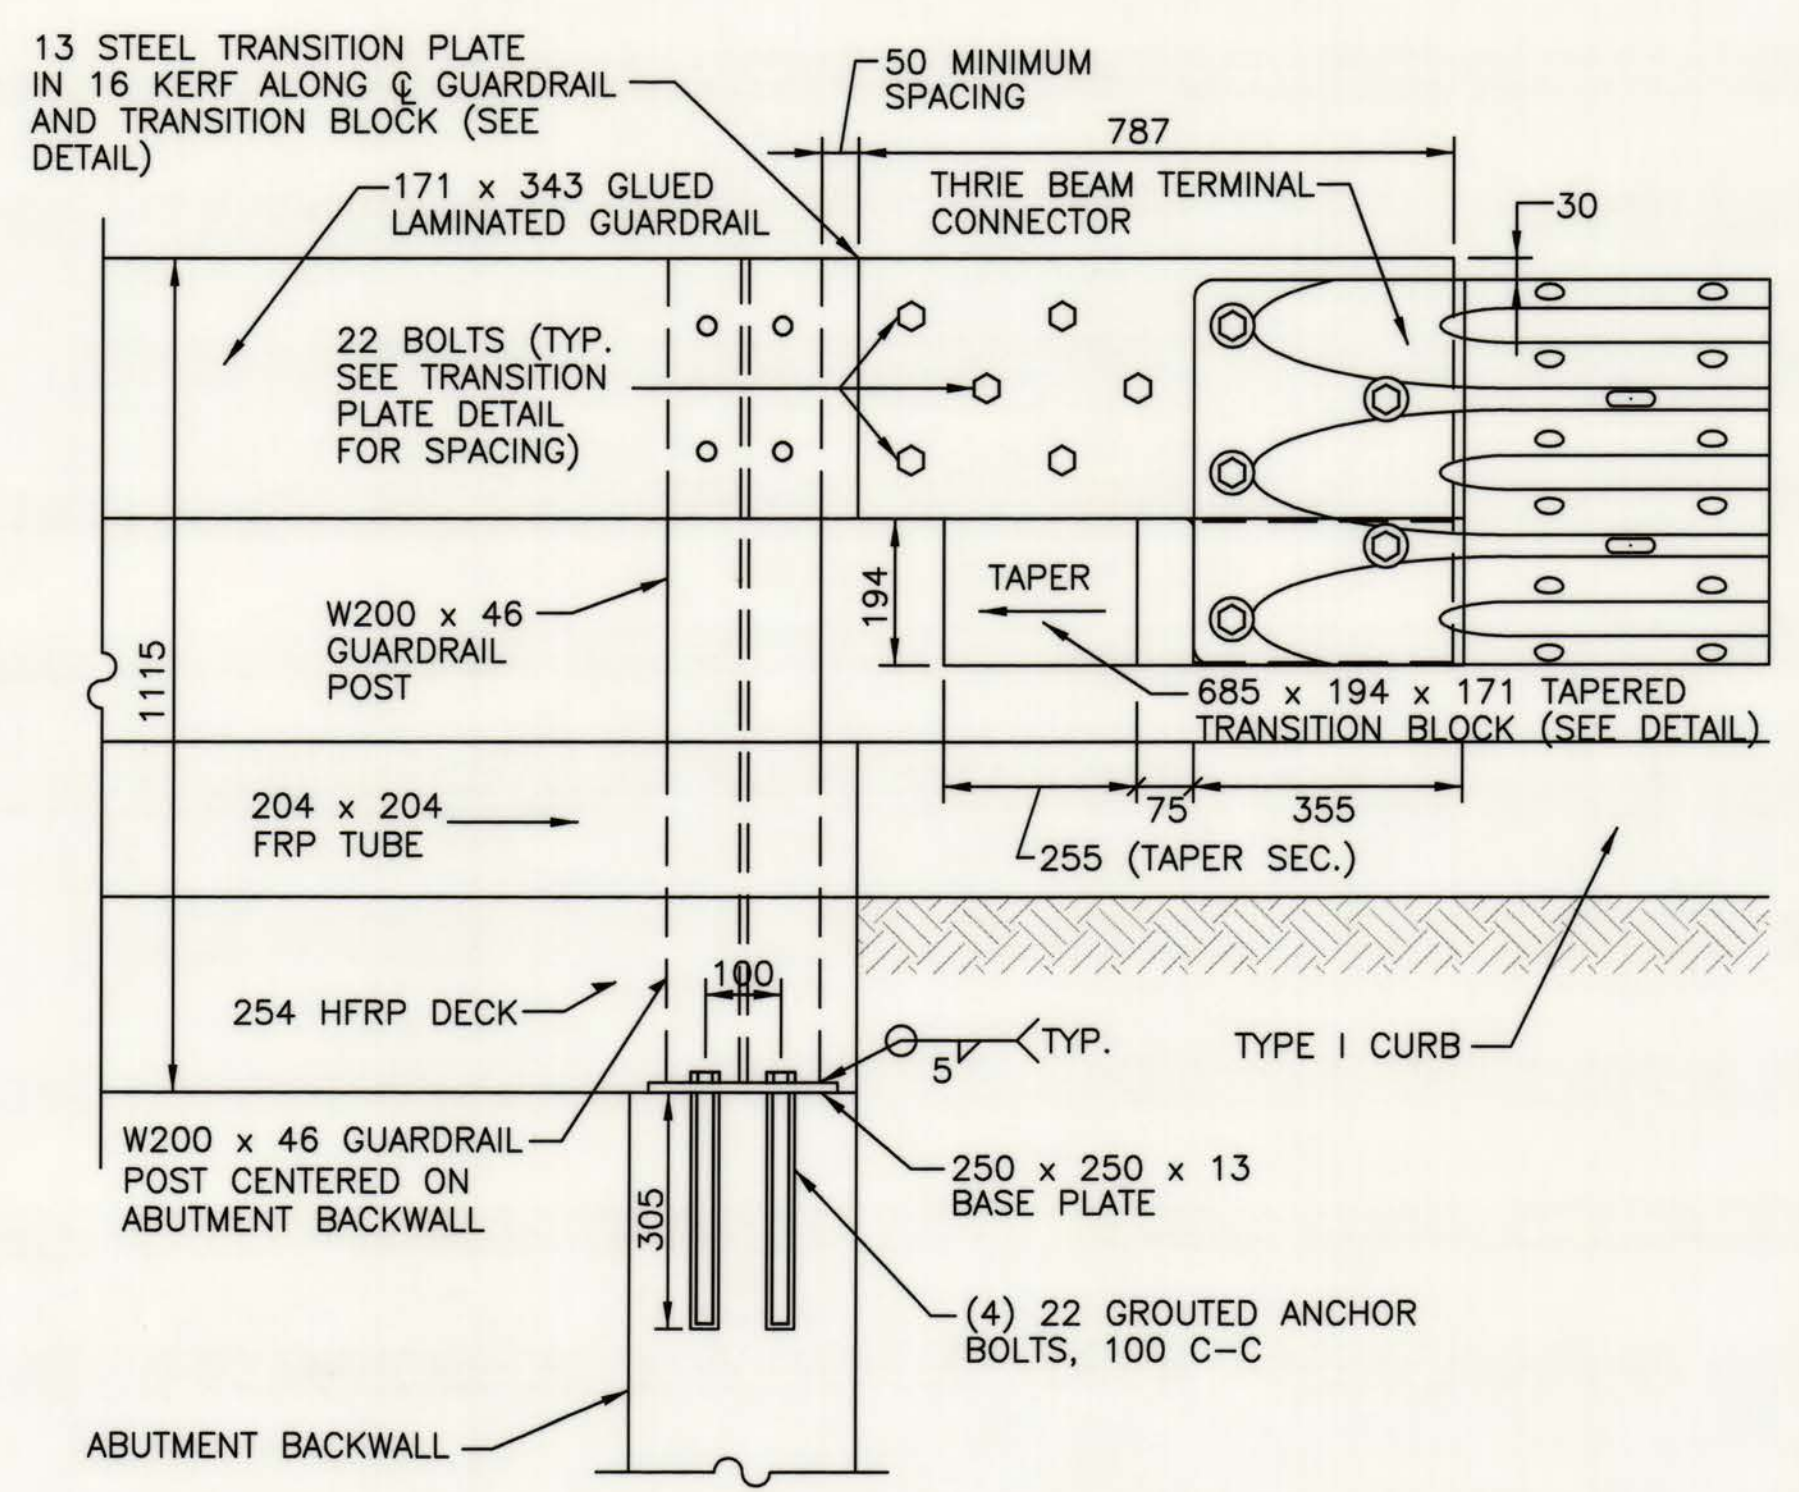 13 STEEL TRANSITION PLATE
IN 16 KERF ALONG ℄ GUARDRAIL
AND TRANSITION BLOCK (SEE
DETAIL)
50 MINIMUM
SPACING
787
171 x 343 GLUED
LAMINATED GUARDRAIL
THRIE BEAM TERMINAL
CONNECTOR
30
22 BOLTS (TYP.
SEE TRANSITION
PLATE DETAIL
FOR SPACING)
194
TAPER
W200 x 46
GUARDRAIL
POST
1115
685 x 194 x 171 TAPERED
TRANSITION BLOCK (SEE DETAIL)
204 x 204
FRP TUBE
75
355
255 (TAPER SEC.)
100
254 HFRP DECK
5
TYP.
TYPE I CURB
W200 x 46 GUARDRAIL
POST CENTERED ON
ABUTMENT BACKWALL
305
250 x 250 x 13
BASE PLATE
(4) 22 GROUTED ANCHOR
BOLTS, 100 C-C
ABUTMENT BACKWALL